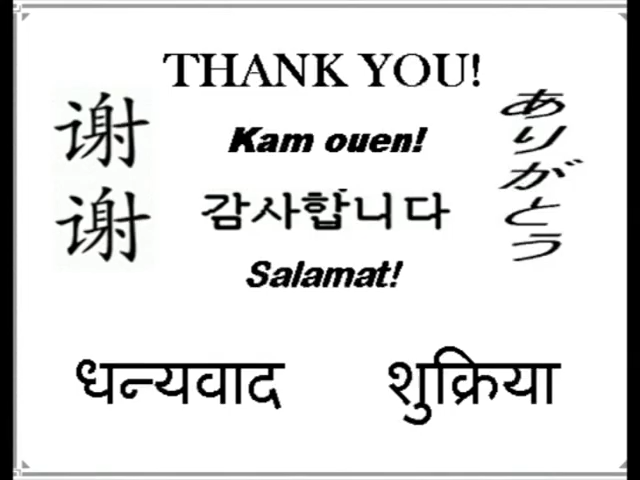 THANK YOU!
谢谢
Kam ouen!
ありがとう
감사합니다
Salamat!
धन्यवाद
शुक्रिया